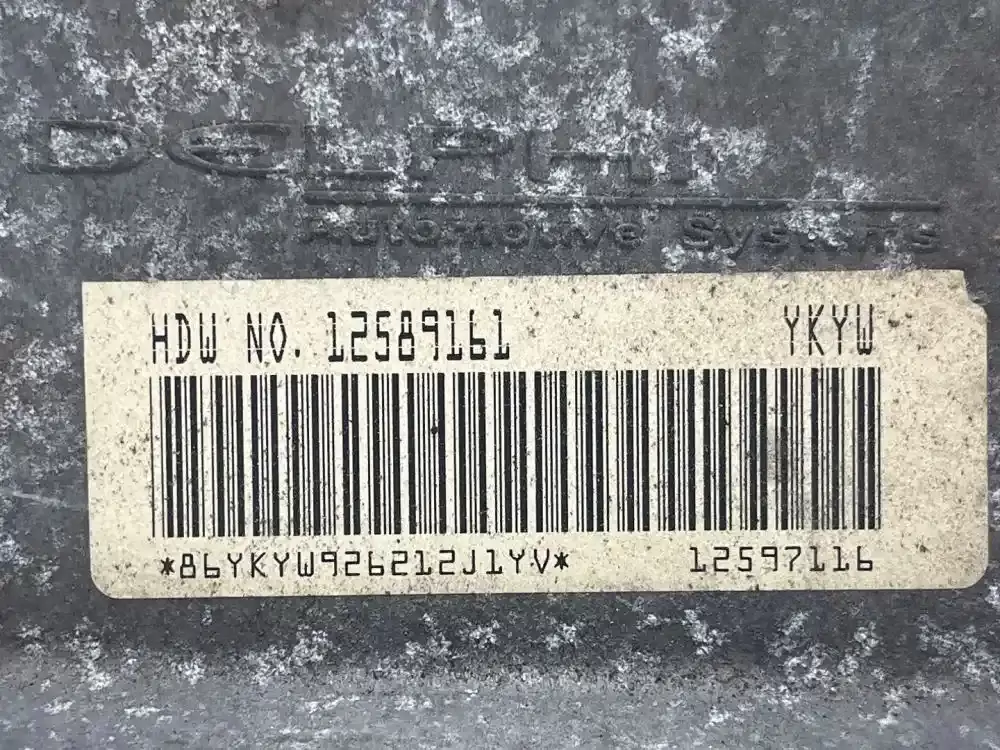 DELPHI
Automotive Systems
HDW NO. 12589161 YKYW
*86YKYW926212J1YV* 12597116